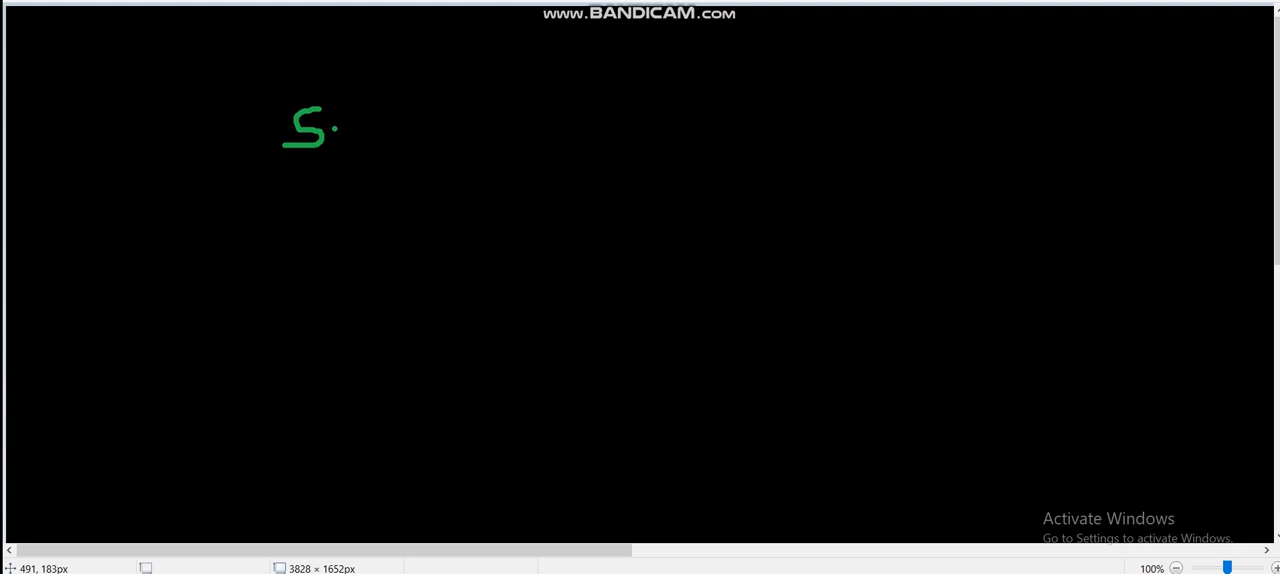 www.BANDICAM.com
S.
Activate Windows
Go to Settings to activate Windows.
491, 183px
3828 × 1652px
100%